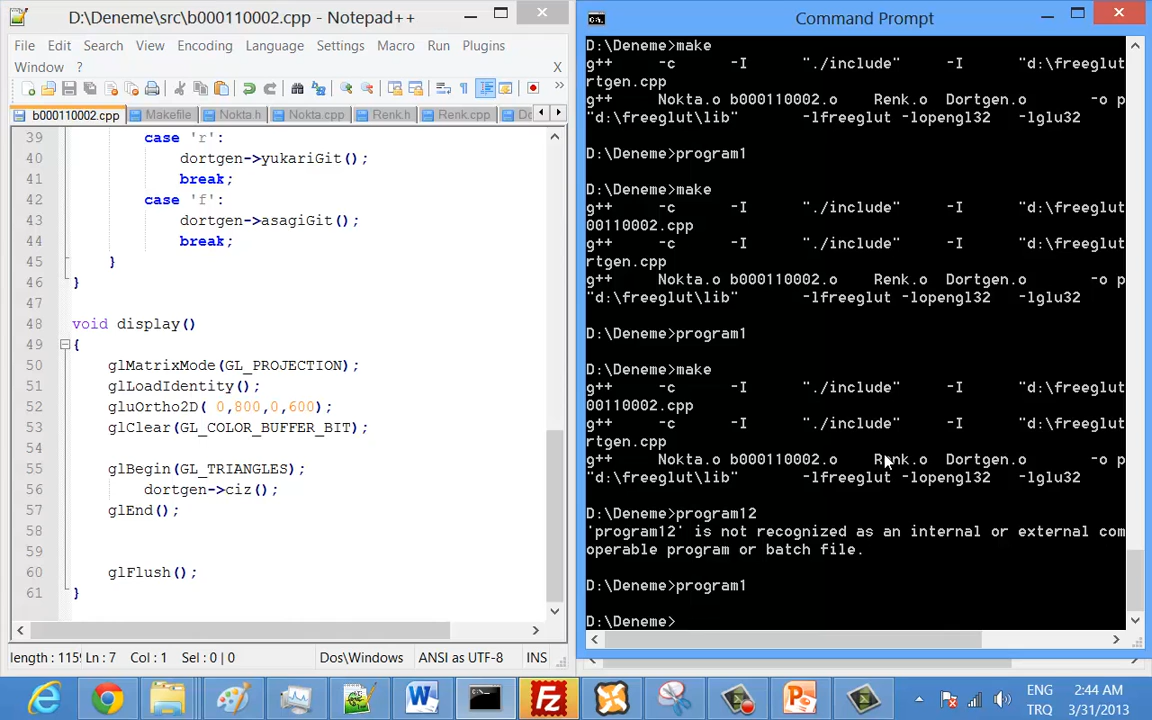 D:\Deneme\src\b000110002.cpp - Notepad++
File Edit Search View Encoding Language Settings Macro Run Plugins
Window ? X
b000110002.cpp Makefile Nokta.h Nokta.cpp Renk.h Renk.cpp
39 case 'r':
40 dortgen->yukariGit();
41 break;
42 case 'f':
43 dortgen->asagiGit();
44 break;
45 }
46 }
47
48 void display()
49 {
50 glMatrixMode(GL_PROJECTION);
51 glLoadIdentity();
52 gluOrtho2D( 0,800,0,600);
53 glClear(GL_COLOR_BUFFER_BIT);
54
55 glBegin(GL_TRIANGLES);
56 dortgen->ciz();
57 glEnd();
58
59
60 glFlush();
61 }
length : 115 Ln : 7 Col : 1 Sel : 0 | 0 Dos\Windows ANSI as UTF-8 INS
Command Prompt
D:\Deneme>make
g++ -c -I "./include" -I "d:\freeglut
rtgen.cpp
g++ Nokta.o b000110002.o Renk.o Dortgen.o -o p
"d:\freeglut\lib" -lfreeglut -lopengl32 -lglu32
D:\Deneme>program1
D:\Deneme>make
g++ -c -I "./include" -I "d:\freeglut
00110002.cpp
g++ -c -I "./include" -I "d:\freeglut
rtgen.cpp
g++ Nokta.o b000110002.o Renk.o Dortgen.o -o p
"d:\freeglut\lib" -lfreeglut -lopengl32 -lglu32
D:\Deneme>program1
D:\Deneme>make
g++ -c -I "./include" -I "d:\freeglut
00110002.cpp
g++ -c -I "./include" -I "d:\freeglut
rtgen.cpp
g++ Nokta.o b000110002.o Renk.o Dortgen.o -o p
"d:\freeglut\lib" -lfreeglut -lopengl32 -lglu32
D:\Deneme>program12
'program12' is not recognized as an internal or external com
operable program or batch file.
D:\Deneme>program1
D:\Deneme>
ENG 2:44 AM
TRQ 3/31/2013